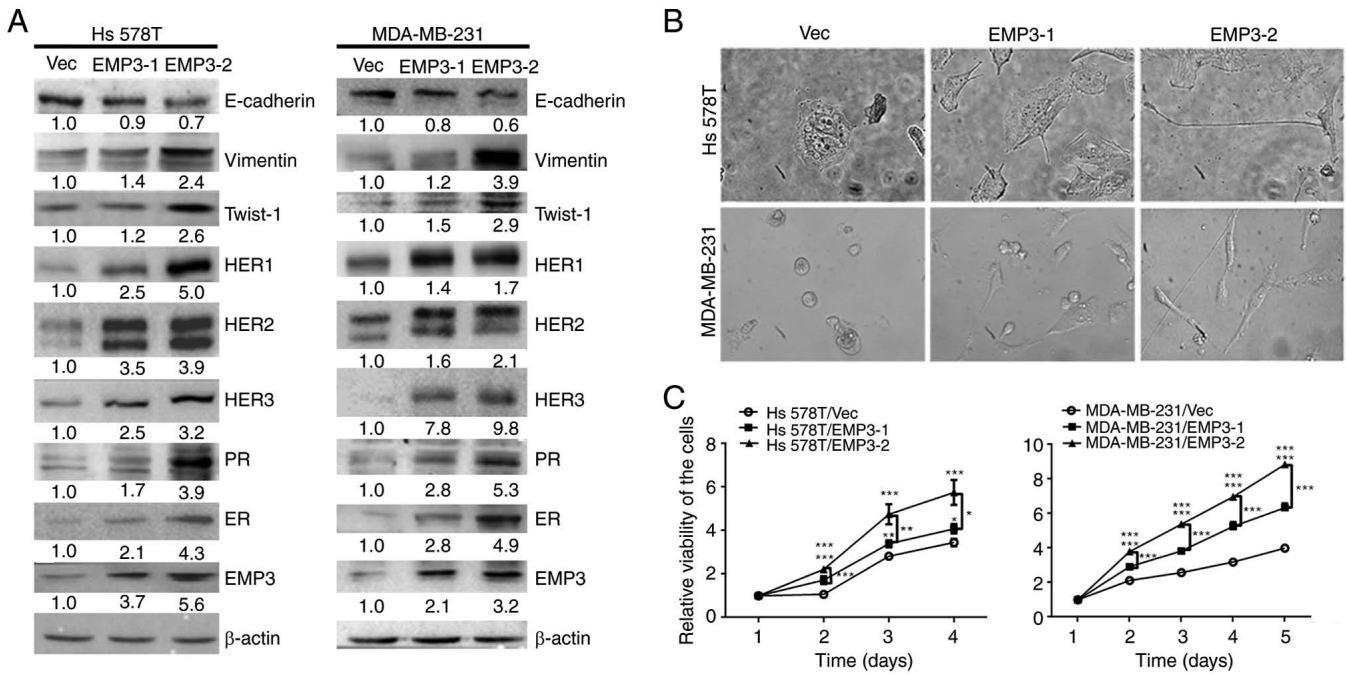 A
Hs 578T
Vec EMP3-1 EMP3-2
E-cadherin
1.0 0.9 0.7
Vimentin
1.0 1.4 2.4
Twist-1
1.0 1.2 2.6
HER1
1.0 2.5 5.0
HER2
1.0 3.5 3.9
HER3
1.0 2.5 3.2
PR
1.0 1.7 3.9
ER
1.0 2.1 4.3
EMP3
1.0 3.7 5.6
β-actin
MDA-MB-231
Vec EMP3-1 EMP3-2
E-cadherin
1.0 0.8 0.6
Vimentin
1.0 1.2 3.9
Twist-1
1.0 1.5 2.9
HER1
1.0 1.4 1.7
HER2
1.0 1.6 2.1
HER3
1.0 7.8 9.8
PR
1.0 2.8 5.3
ER
1.0 2.8 4.9
EMP3
1.0 2.1 3.2
β-actin
B
Vec EMP3-1 EMP3-2
Hs 578T
MDA-MB-231
C
Relative viability of the cells
Hs 578T/Vec
Hs 578T/EMP3-1
Hs 578T/EMP3-2
8
6
4
2
0
***
***
***
***
**
**
***
*
*
1 2 3 4
Time (days)
MDA-MB-231/Vec
MDA-MB-231/EMP3-1
MDA-MB-231/EMP3-2
10
8
6
4
2
0
***
***
***
***
***
***
***
***
***
***
***
***
1 2 3 4 5
Time (days)